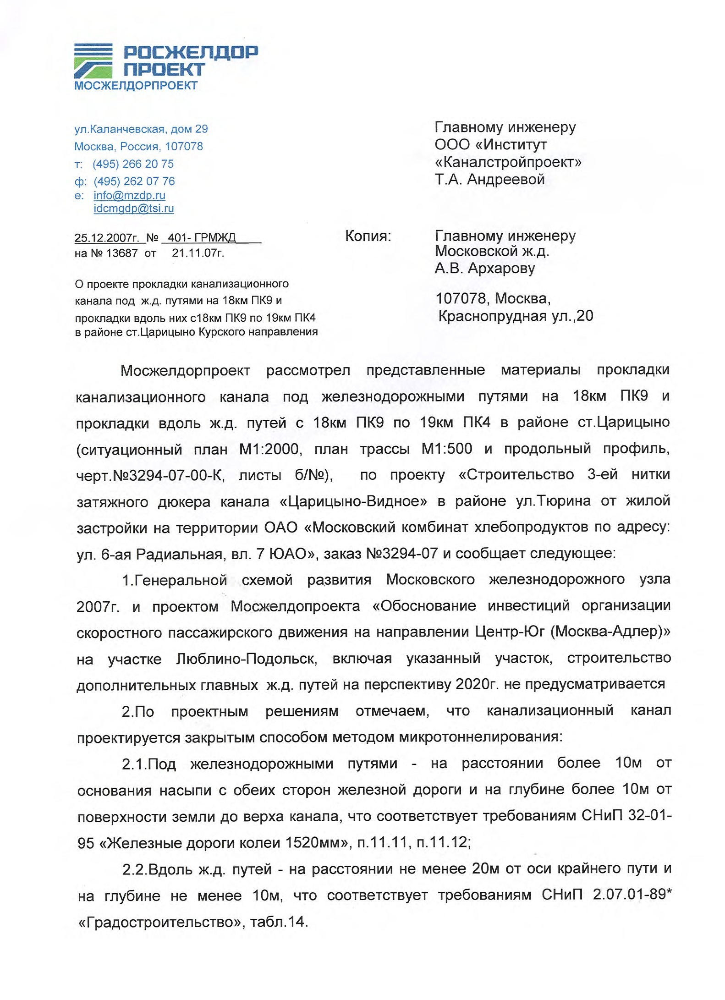 РОСЖЕЛДОР
ПРОЕКТ
МОСЖЕЛДОРПРОЕКТ
ул.Каланчевская, дом 29
Москва, Россия, 107078
т: (495) 266 20 75
ф: (495) 262 07 76
е: info@mzdp.ru
idcmgdp@tsi.ru
Главному инженеру
ООО «Институт
«Каналстройпроект»
Т.А. Андреевой
25.12.2007г. № 401- ГРМЖД
на № 13687 от 21.11.07г.
Копия:
Главному инженеру
Московской ж.д.
А.В. Архарову
107078, Москва,
Краснопрудная ул.,20
О проекте прокладки канализационного
канала под ж.д. путями на 18км ПК9 и
прокладки вдоль них с18км ПК9 по 19км ПК4
в районе ст.Царицыно Курского направления
Мосжелдорпроект рассмотрел представленные материалы прокладки
канализационного канала под железнодорожными путями на 18км ПК9 и
прокладки вдоль ж.д. путей с 18км ПК9 по 19км ПК4 в районе ст.Царицыно
(ситуационный план М1:2000, план трассы М1:500 и продольный профиль,
черт.№3294-07-00-К, листы б/№), по проекту «Строительство 3-ей нитки
затяжного дюкера канала «Царицыно-Видное» в районе ул.Тюрина от жилой
застройки на территории ОАО «Московский комбинат хлебопродуктов по адресу:
ул. 6-ая Радиальная, вл. 7 ЮАО», заказ №3294-07 и сообщает следующее:
1.Генеральной схемой развития Московского железнодорожного узла
2007г. и проектом Мосжелдопроекта «Обоснование инвестиций организации
скоростного пассажирского движения на направлении Центр-Юг (Москва-Адлер)»
на участке Люблино-Подольск, включая указанный участок, строительство
дополнительных главных ж.д. путей на перспективу 2020г. не предусматривается
2.По проектным решениям отмечаем, что канализационный канал
проектируется закрытым способом методом микротоннелирования:
2.1.Под железнодорожными путями - на расстоянии более 10м от
основания насыпи с обеих сторон железной дороги и на глубине более 10м от
поверхности земли до верха канала, что соответствует требованиям СНиП 32-01-
95 «Железные дороги колеи 1520мм», п.11.11, п.11.12;
2.2.Вдоль ж.д. путей - на расстоянии не менее 20м от оси крайнего пути и
на глубине не менее 10м, что соответствует требованиям СНиП 2.07.01-89*
«Градостроительство», табл.14.